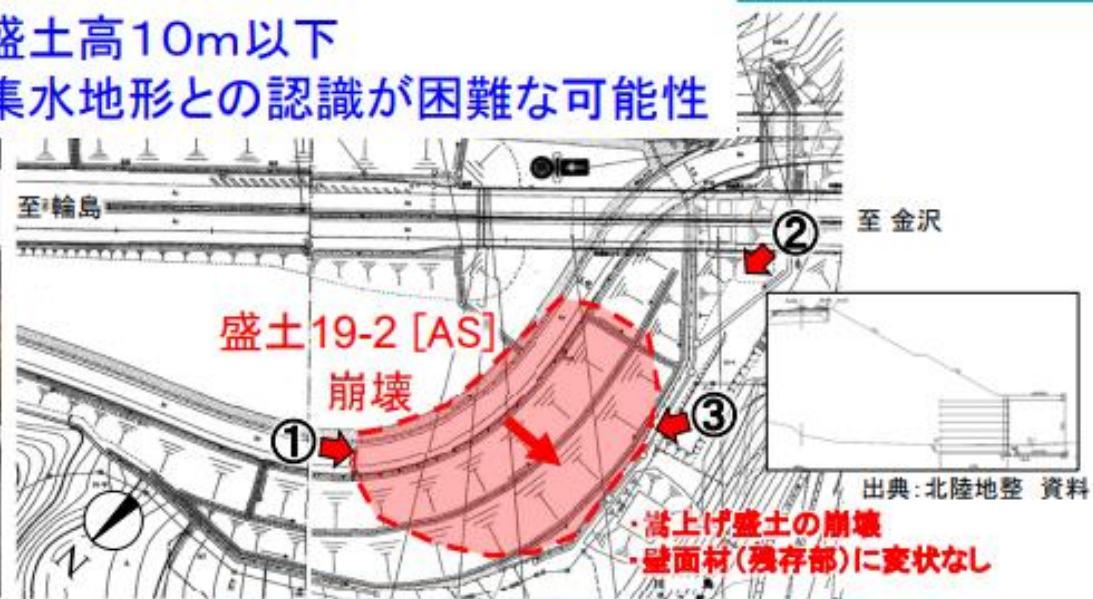 盛土高10m以下
集水地形との認識が困難な可能性
至 輪島
至 金沢
②
盛土19-2 [AS]
崩壊
①
③
出典:北陸地整 資料
・嵩上げ盛土の崩壊
・壁面材(残存部)に変状なし
N